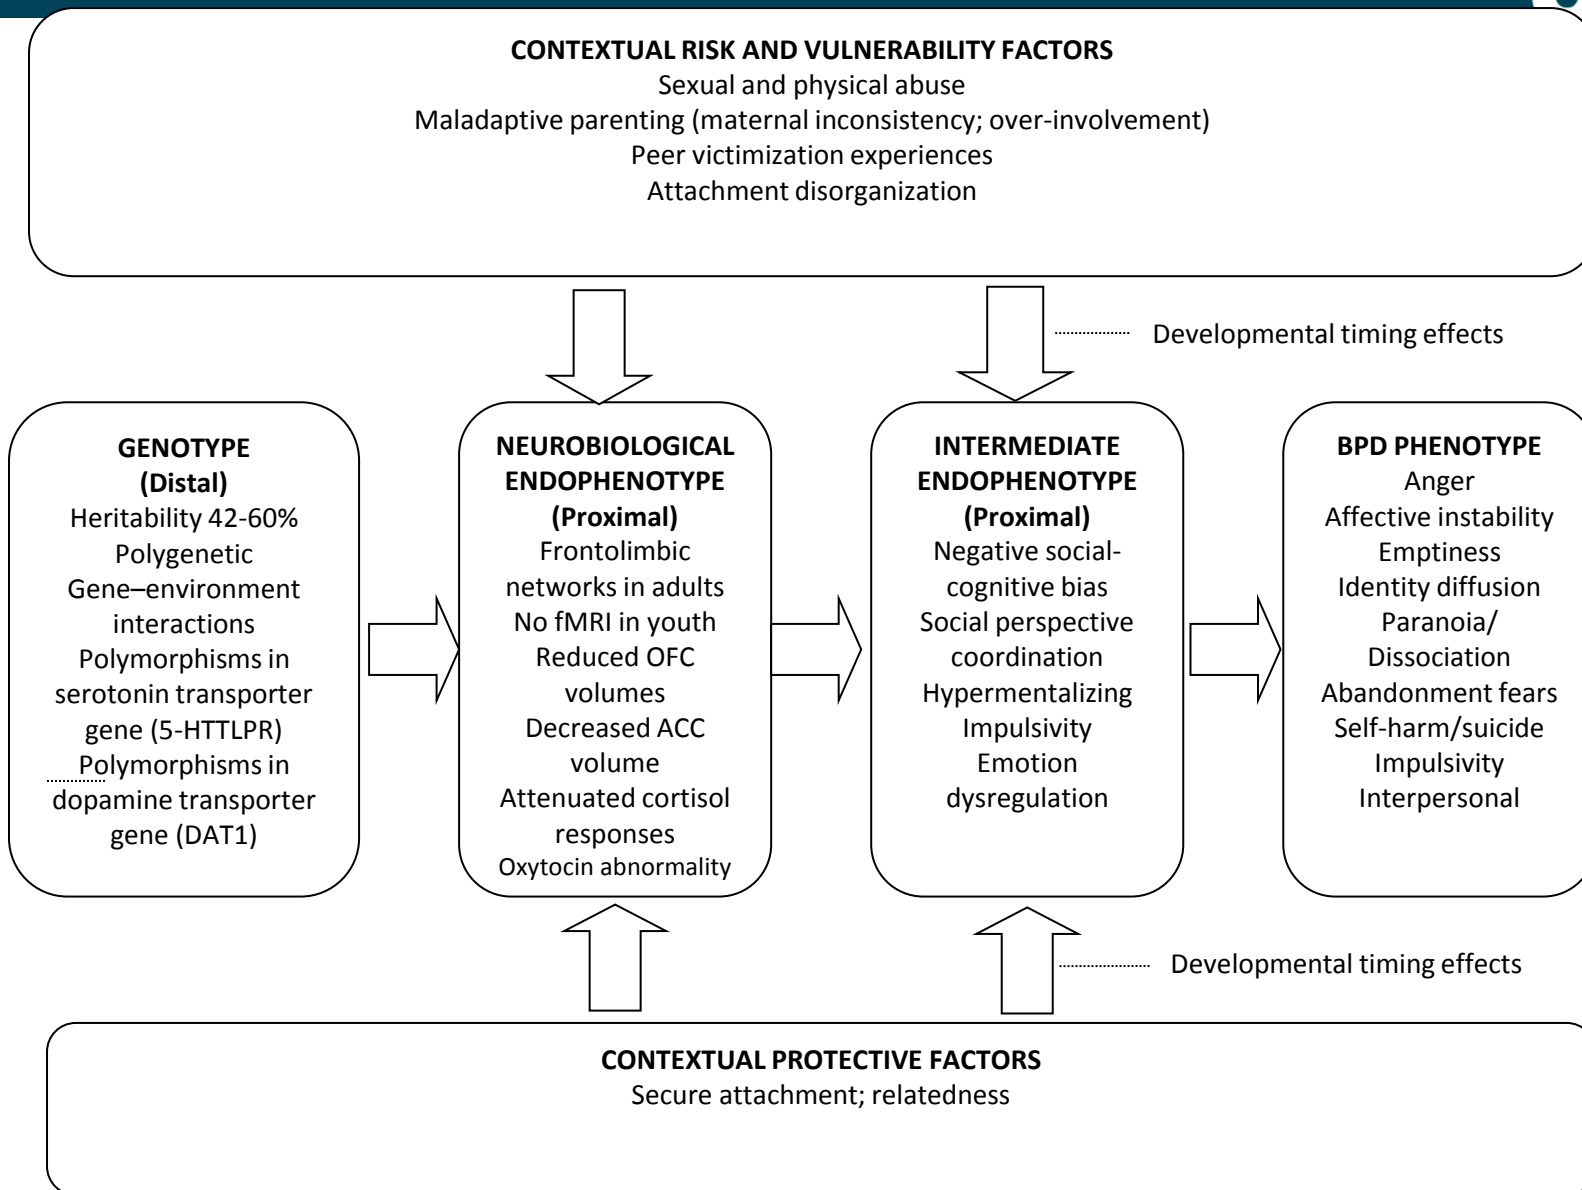 CONTEXTUAL RISK AND VULNERABILITY FACTORS
Sexual and physical abuse
Maladaptive parenting (maternal inconsistency; over-involvement)
Peer victimization experiences
Attachment disorganization
Developmental timing effects
GENOTYPE
(Distal)
Heritability 42-60%
Polygenetic
Gene–environment
interactions
Polymorphisms in
serotonin transporter
gene (5-HTTLPR)
Polymorphisms in
dopamine transporter
gene (DAT1)
NEUROBIOLOGICAL
ENDOPHENOTYPE
(Proximal)
Frontolimbic
networks in adults
No fMRI in youth
Reduced OFC
volumes
Decreased ACC
volume
Attenuated cortisol
responses
Oxytocin abnormality
INTERMEDIATE
ENDOPHENOTYPE
(Proximal)
Negative social-
cognitive bias
Social perspective
coordination
Hypermentalizing
Impulsivity
Emotion
dysregulation
BPD PHENOTYPE
Anger
Affective instability
Emptiness
Identity diffusion
Paranoia/
Dissociation
Abandonment fears
Self-harm/suicide
Impulsivity
Interpersonal
Developmental timing effects
CONTEXTUAL PROTECTIVE FACTORS
Secure attachment; relatedness